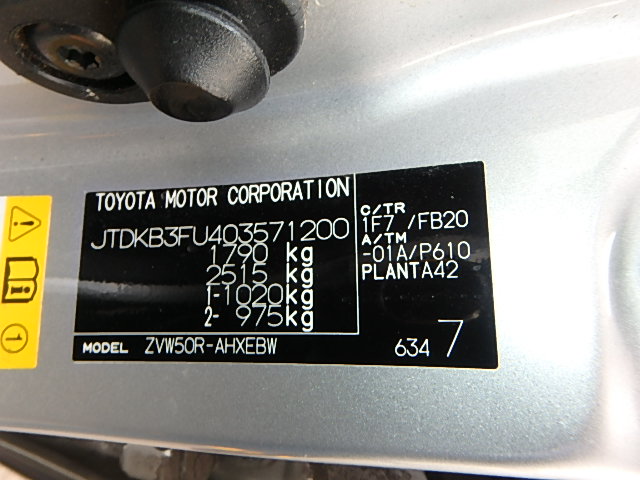 TOYOTA MOTOR CORPORATION
JTDKB3FU403571200
1790 kg
2515 kg
1-1020kg
2- 975kg
MODEL ZVW50R-AHXEBW
C/TR
1F7 /FB20
A/TM
-01A/P610
PLANTA42
634 7
1